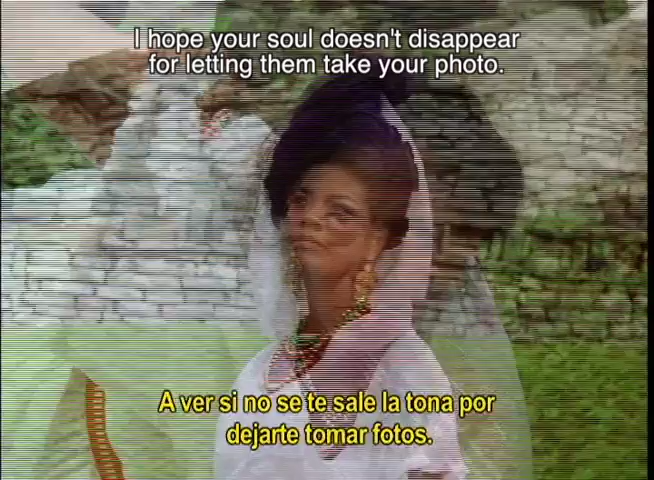 I hope your soul doesn't disappear
for letting them take your photo.
A ver si no se te sale la tona por
dejarte tomar fotos.